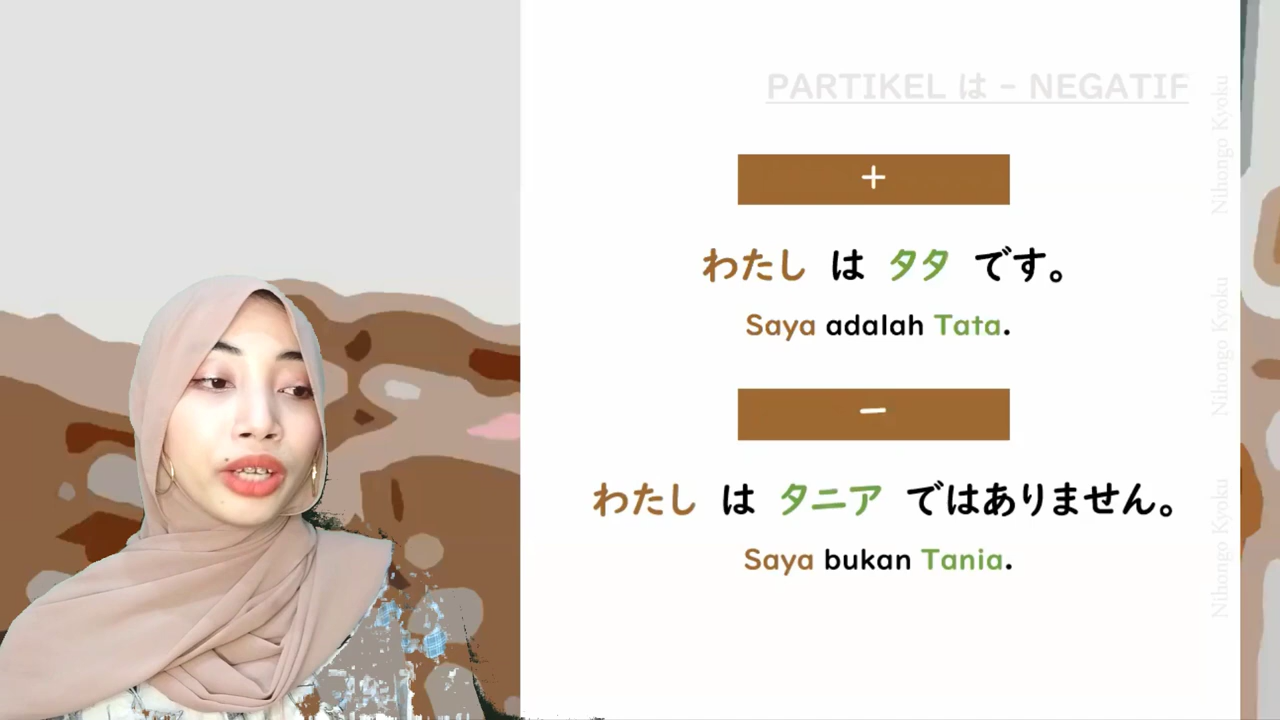 PARTIKEL は – NEGATIF
+
わたし は タタ です。
Saya adalah Tata.
–
わたし は タニア ではありません。
Saya bukan Tania.
Nihongo Kyoku
Nihongo Kyoku
Nihongo Kyoku